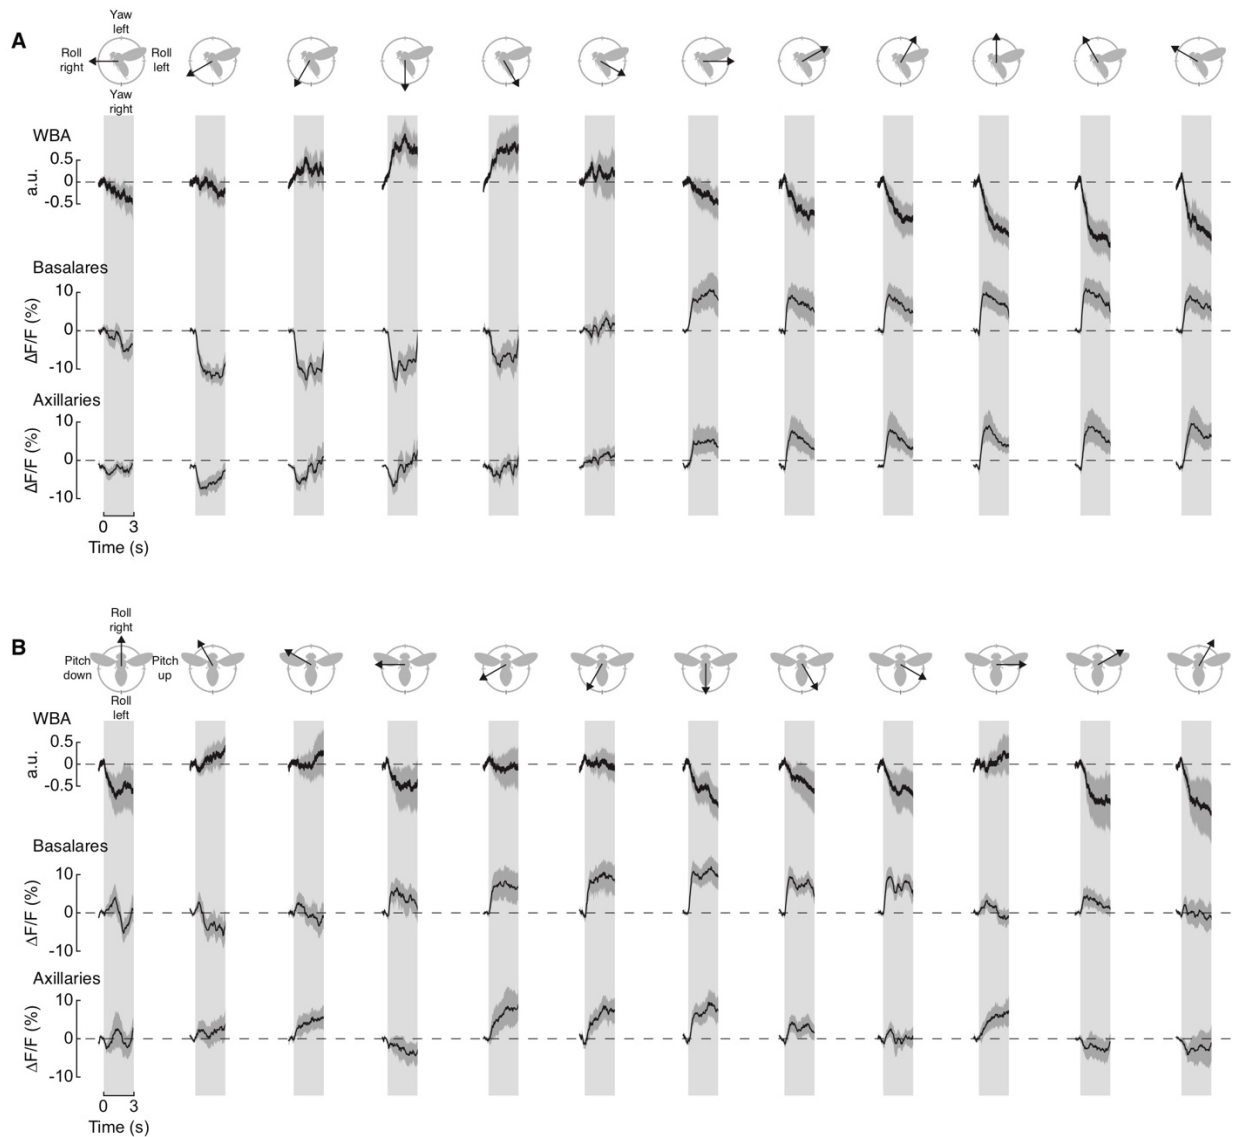 Yaw
left
A
Roll
right
Roll
left
Yaw
right
WBA
0.5
0
-0.5
a.u.
Basalares
10
0
-10
ΔF/F (%)
Axillaries
10
0
-10
ΔF/F (%)
0 3
Time (s)
Roll
right
B
Pitch
down
Pitch
up
Roll
left
WBA
0.5
0
-0.5
a.u.
Basalares
10
0
-10
ΔF/F (%)
Axillaries
10
0
-10
ΔF/F (%)
0 3
Time (s)